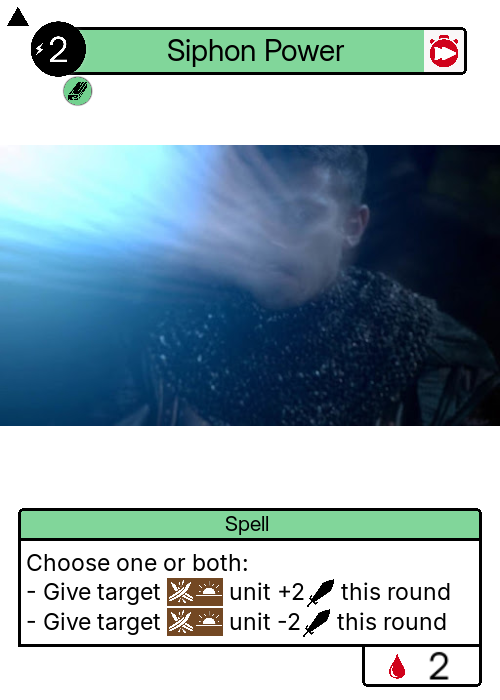 2
Siphon Power
Spell
Choose one or both:
- Give target unit +2 this round
- Give target unit -2 this round
2